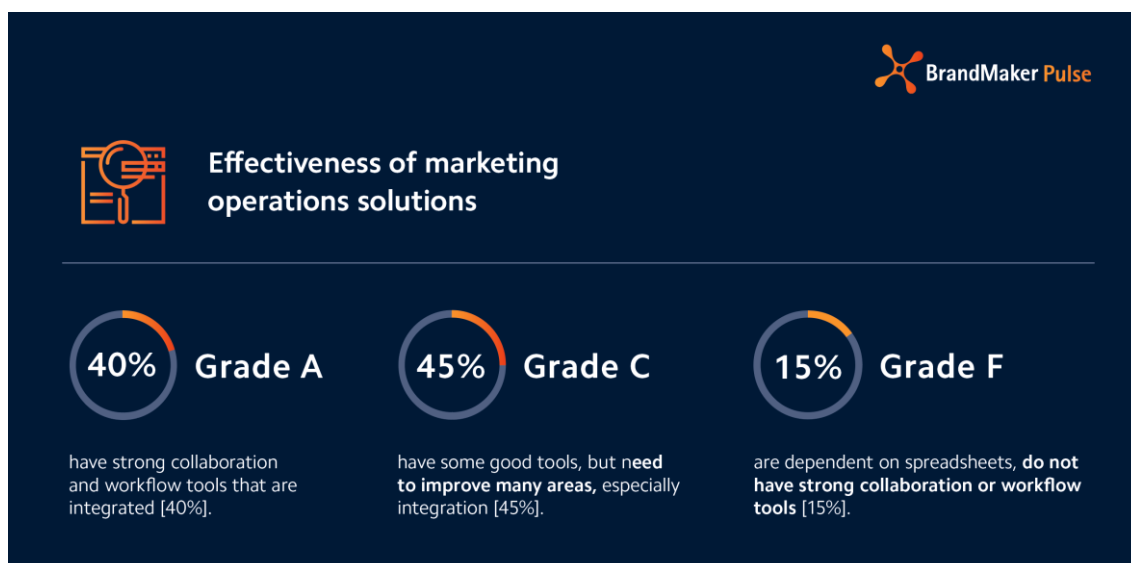 BrandMaker Pulse
Effectiveness of marketing
operations solutions
40%
Grade A
have strong collaboration
and workflow tools that are
integrated [40%].
45%
Grade C
have some good tools, but need
to improve many areas, especially
integration [45%].
15%
Grade F
are dependent on spreadsheets, do not
have strong collaboration or workflow
tools [15%].